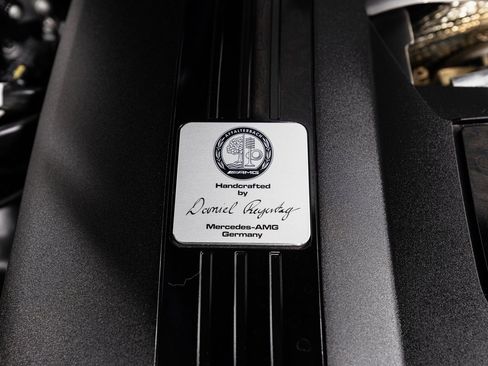 AFFALTERBACH
AMG
Handcrafted
by
Daniel
Mercedes-AMG
Germany